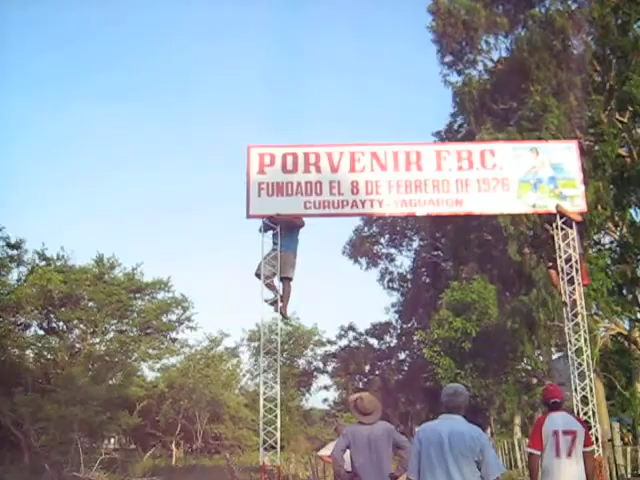 PORVENIR F.B.C.
FUNDADO EL 8 DE FEBRERO DE 1926
CURUPAYTY-YAGUARON
17